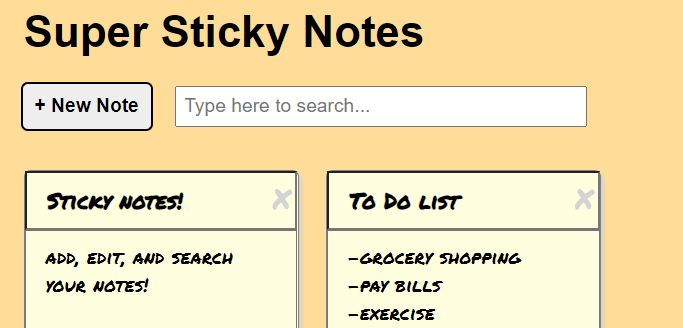 Super Sticky Notes
+ New Note
Type here to search...
Sticky notes!
add, edit, and search
your notes!
To Do list
-grocery shopping
-pay bills
-exercise